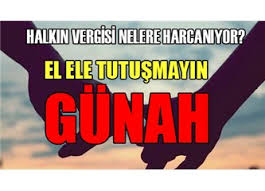 HALKIN VERGİSİ NELERE HARCANIYOR?
EL ELE TUTUŞMAYIN
GÜNAH